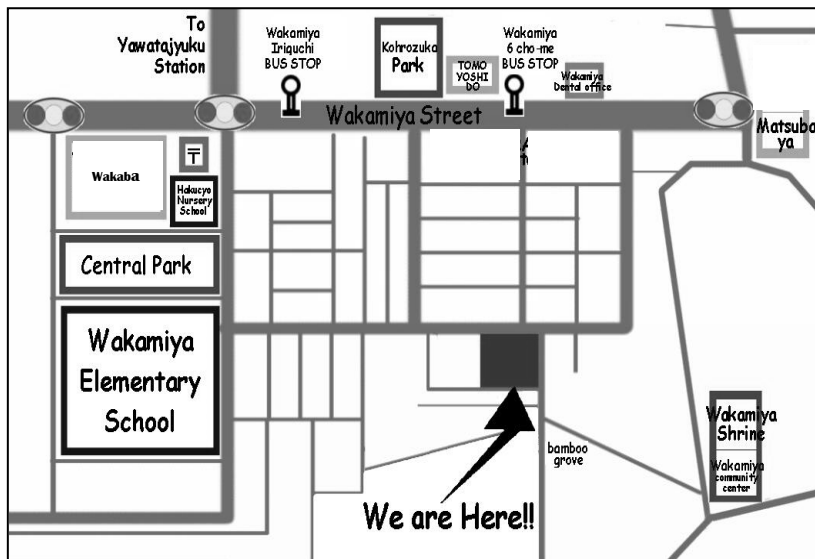 To
Yawatajyuku
Station
Wakamiya
Iriguchi
BUS STOP
Kohrozuka
Park
TOMO
YOSHI
DO
Wakamiya
6 cho-me
BUS STOP
Wakamiya
Dental office
Wakamiya Street
Matsuba
ya
Wakaba
〒
Hakucyo
Nursery
School
Central Park
Wakamiya
Elementary
School
Wakamiya
Shrine
Wakamiya
community
center
bamboo
grove
We are Here!!